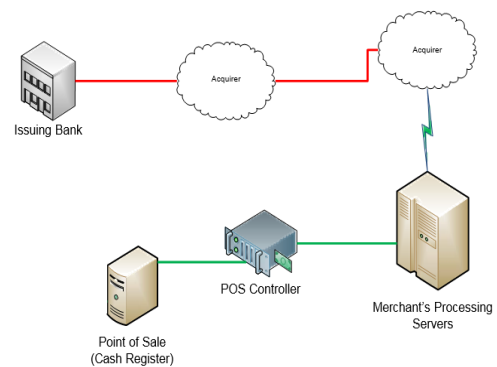 Acquirer
Acquirer
Issuing Bank
POS Controller
Merchant's Processing
Servers
Point of Sale
(Cash Register)